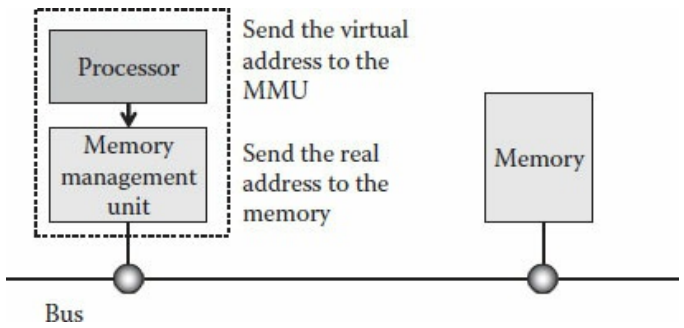 Processor
Send the virtual
address to the
MMU
Memory
management
unit
Send the real
address to the
memory
Memory
Bus